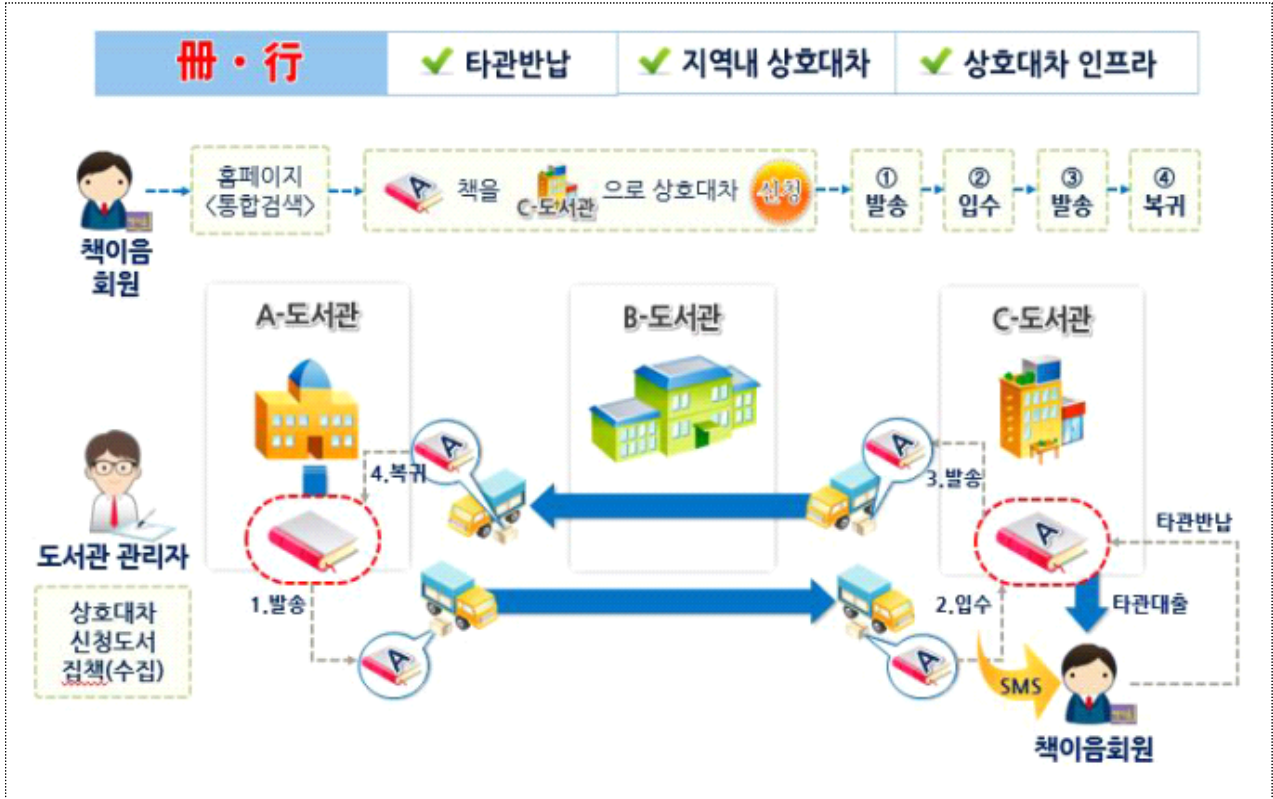 冊・行
타관반납
지역내 상호대차
상호대차 인프라
책이음
회원
홈페이지
<통합검색>
A
책을
C-도서관
으로 상호대차
신청
①
발송
②
입수
③
발송
④
복귀
A-도서관
B-도서관
C-도서관
도서관 관리자
상호대차
신청도서
집책(수집)
A
4.복귀
A
3.발송
A
타관반납
1.발송
A
2.입수
A
타관대출
SMS
책이음회원